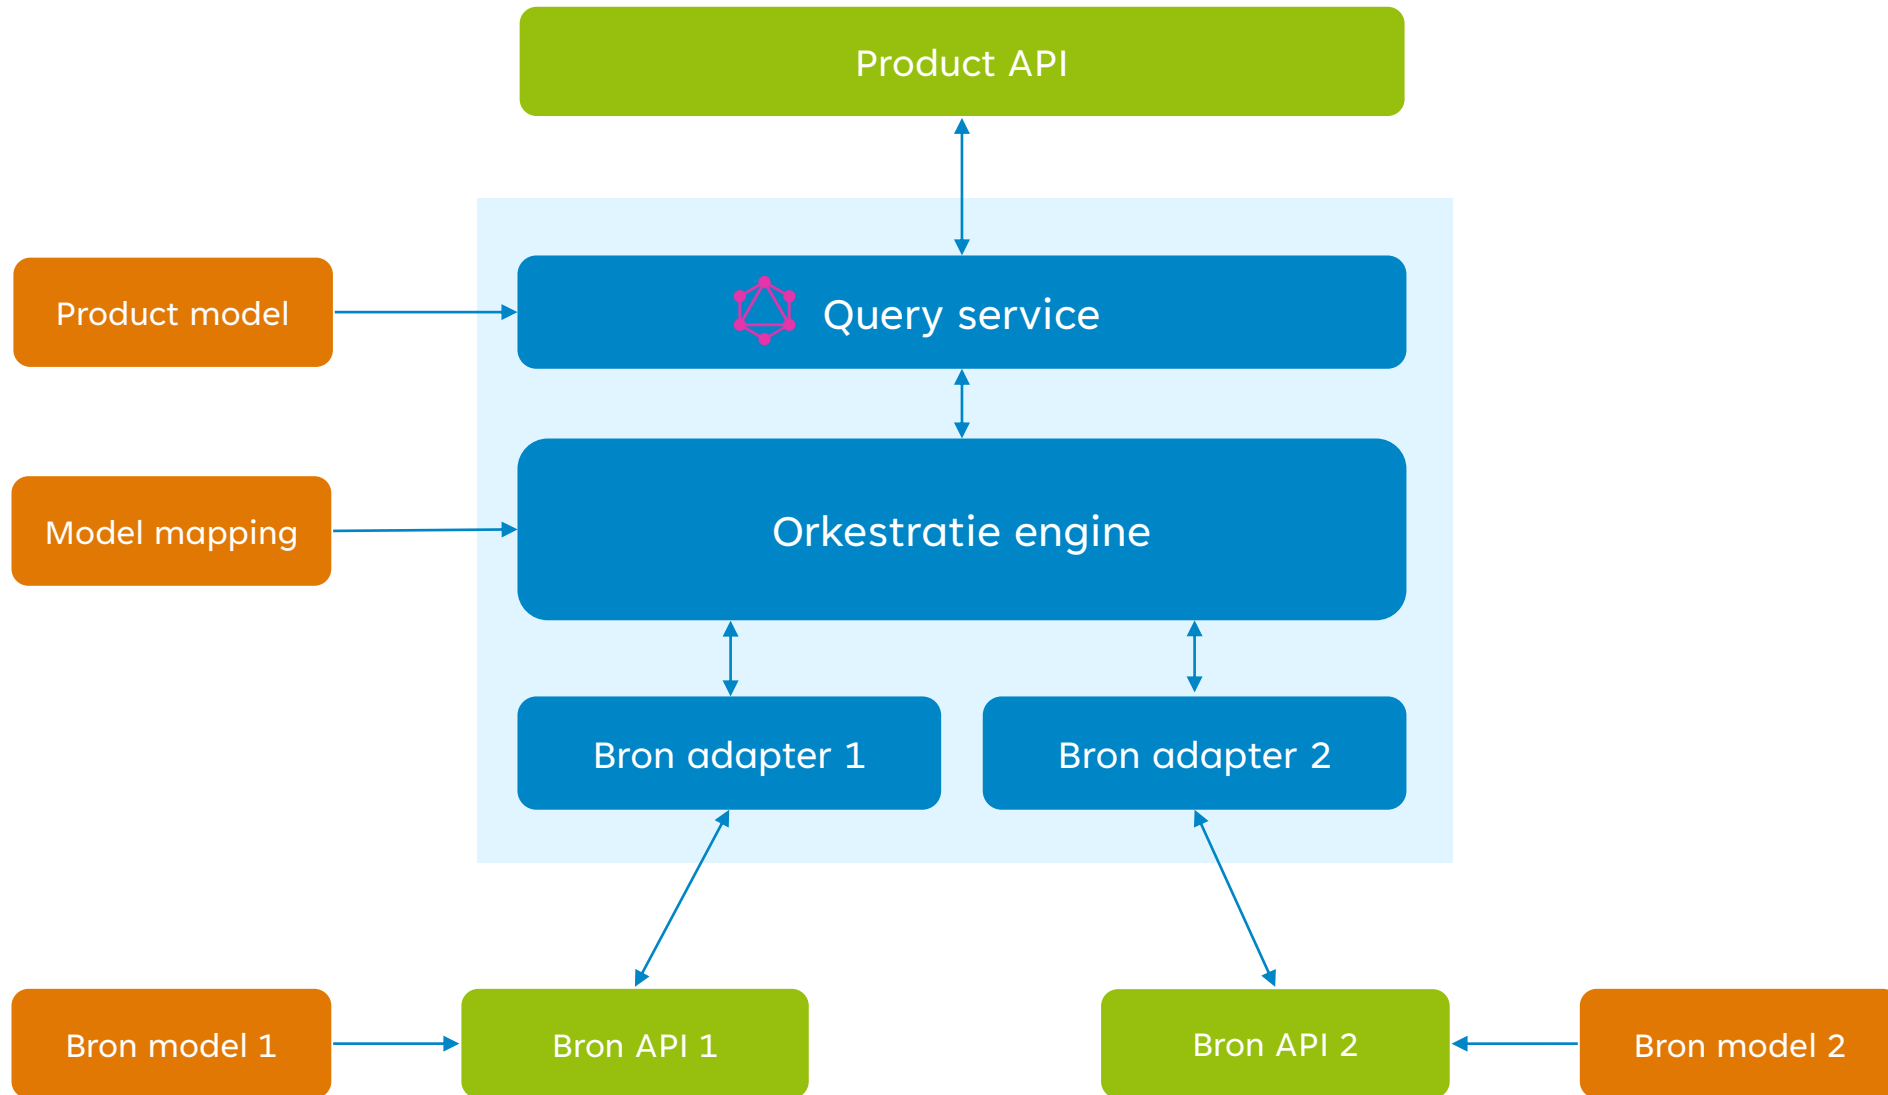 Product API
Product model
Query service
Model mapping
Orkestratie engine
Bron adapter 1
Bron adapter 2
Bron model 1
Bron API 1
Bron API 2
Bron model 2